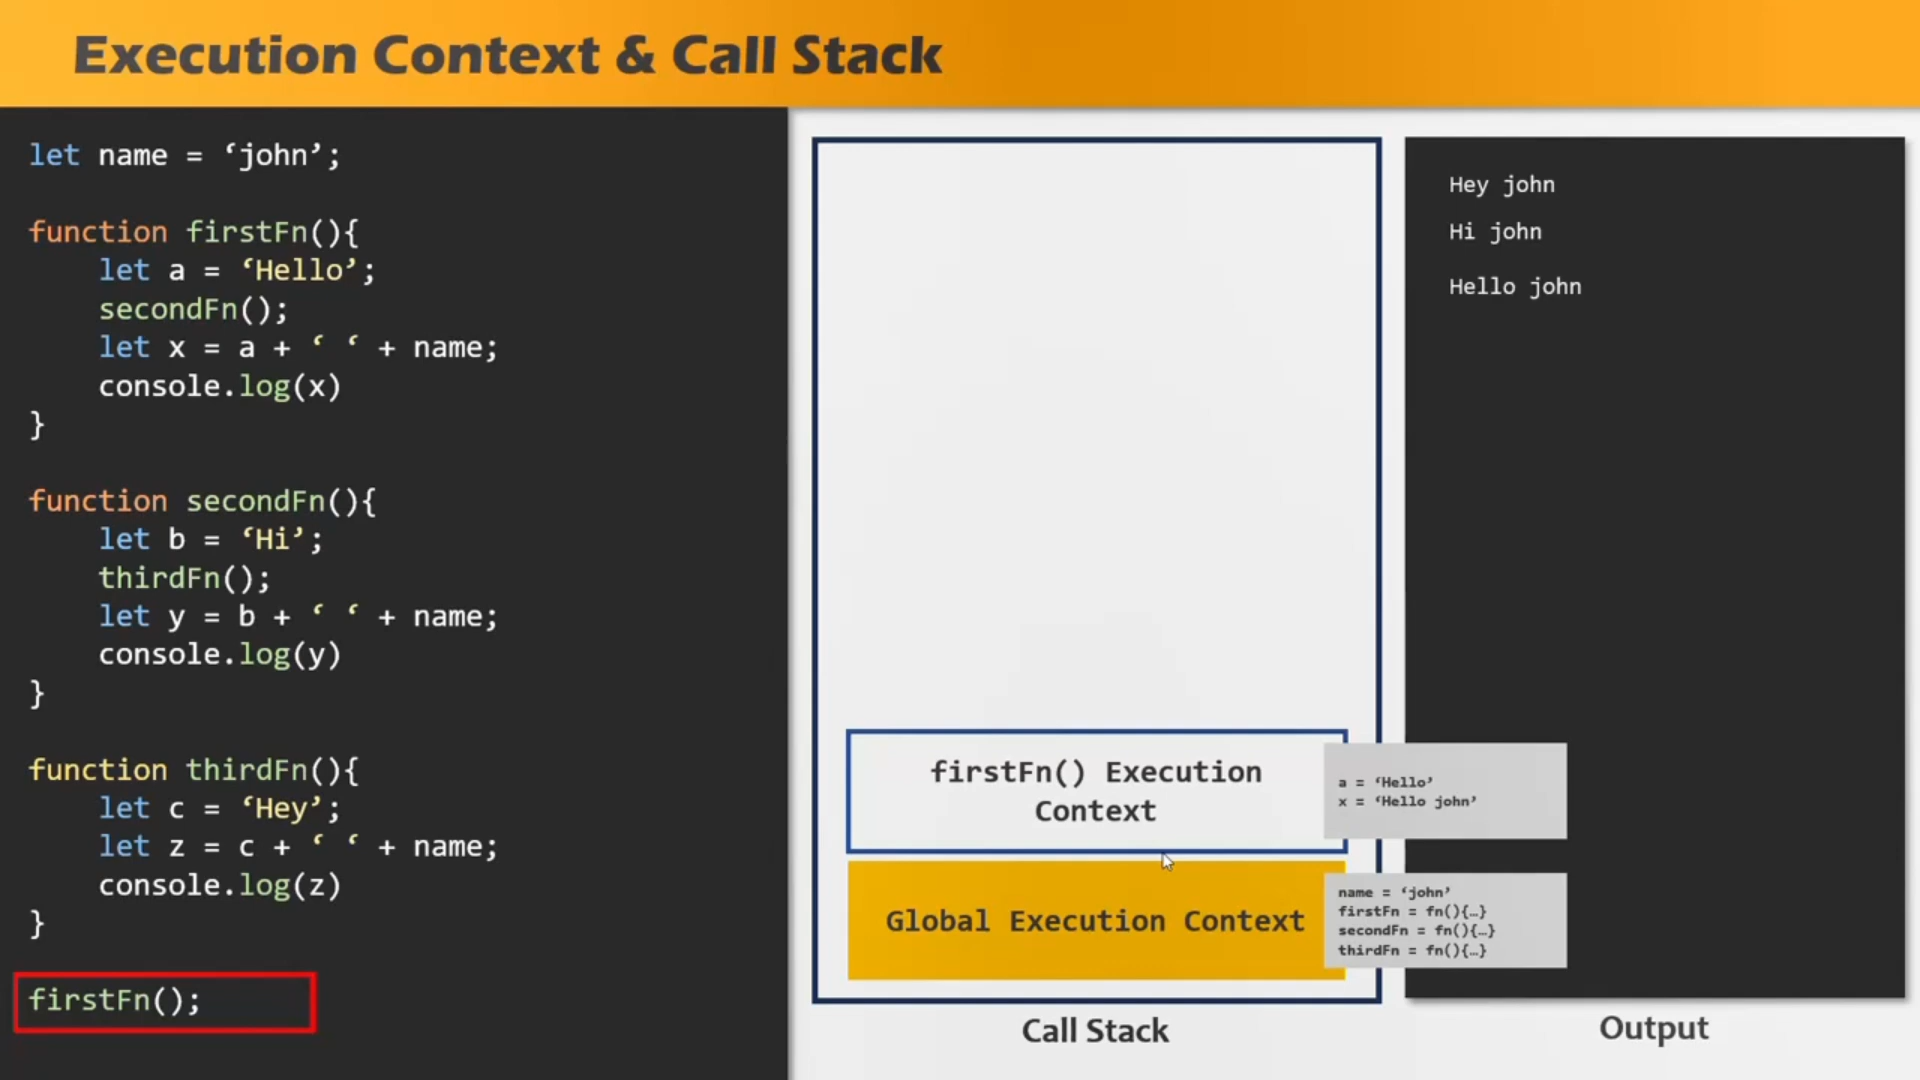 Execution Context & Call Stack
let name = ‘john’;
function firstFn(){
let a = ‘Hello’;
secondFn();
let x = a + ‘ ‘ + name;
console.log(x)
}
function secondFn(){
let b = ‘Hi’;
thirdFn();
let y = b + ‘ ‘ + name;
console.log(y)
}
function thirdFn(){
let c = ‘Hey’;
let z = c + ‘ ‘ + name;
console.log(z)
}
firstFn();
firstFn() Execution
Context
a = ‘Hello’
x = ‘Hello john’
Global Execution Context
name = ‘john’
firstFn = fn(){…}
secondFn = fn(){…}
thirdFn = fn(){…}
Call Stack
Hey john
Hi john
Hello john
Output